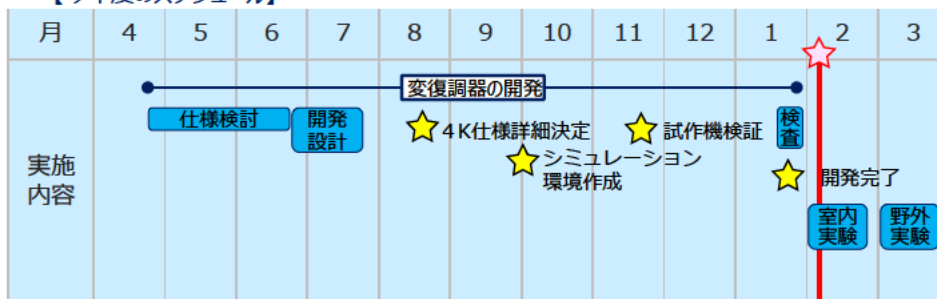 月 4 5 6 7 8 9 10 11 12 1 2 3
変復調器の開発
仕様検討
開発
設計
4K仕様詳細決定
試作機検証
検
査
シミュレーション
環境作成
実施
内容
開発完了
室内
実験
野外
実験